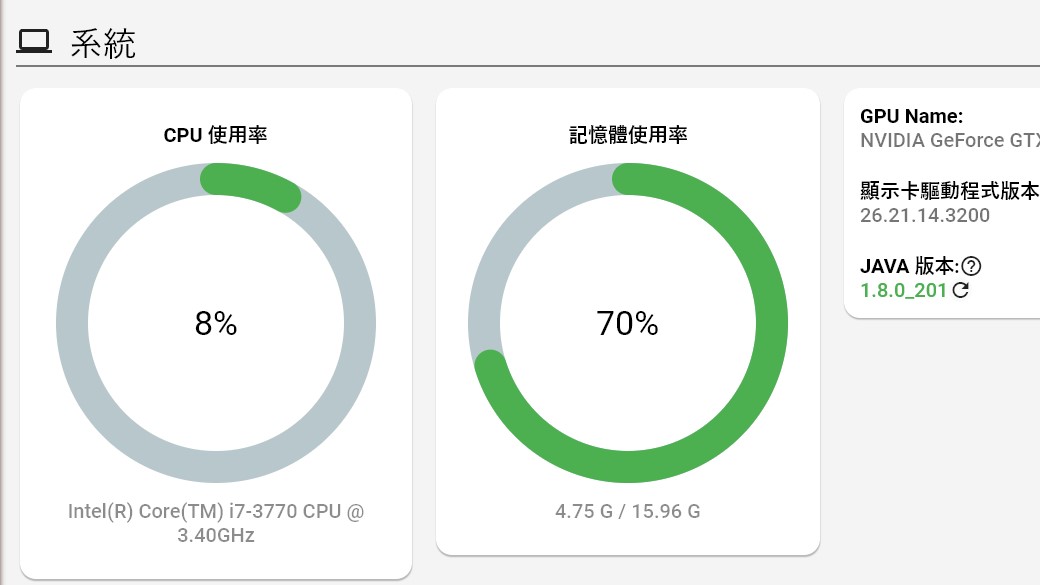 系統
CPU 使用率
8%
Intel(R) Core(TM) i7-3770 CPU @
3.40GHz
記憶體使用率
70%
4.75 G / 15.96 G
GPU Name:
NVIDIA GeForce GTX
顯示卡驅動程式版本
26.21.14.3200
JAVA 版本:
1.8.0_201